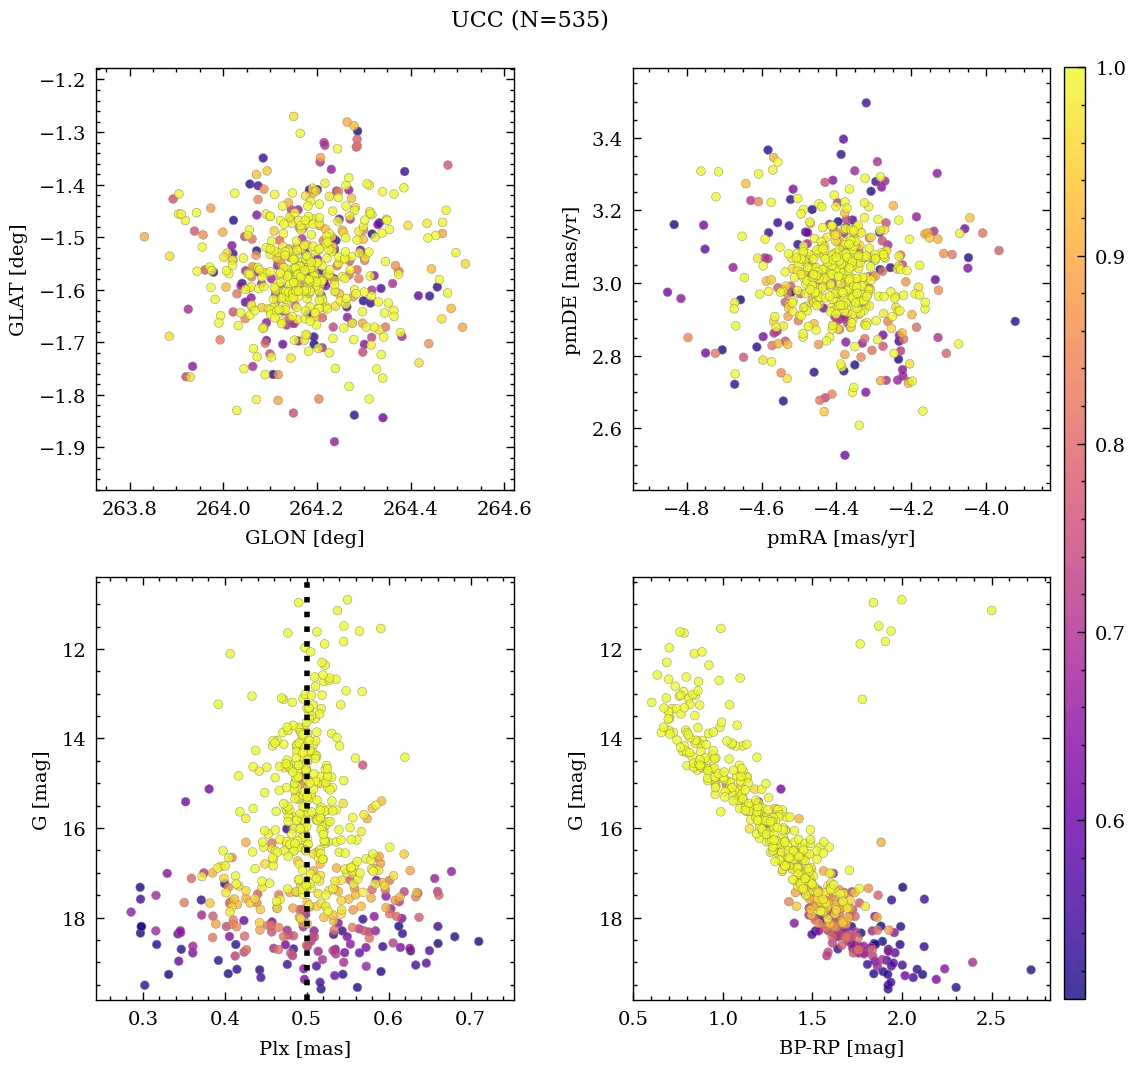 UCC (N=535)
−1.2
−1.3
−1.4
−1.5
−1.6
−1.7
−1.8
−1.9
GLAT [deg]
263.8 264.0 264.2 264.4 264.6
GLON [deg]
3.4
3.2
3.0
2.8
2.6
pmDE [mas/yr]
−4.8 −4.6 −4.4 −4.2 −4.0
pmRA [mas/yr]
1.0
0.9
0.8
0.7
0.6
12
14
16
18
G [mag]
0.3 0.4 0.5 0.6 0.7
Plx [mas]
12
14
16
18
G [mag]
0.5 1.0 1.5 2.0 2.5
BP-RP [mag]